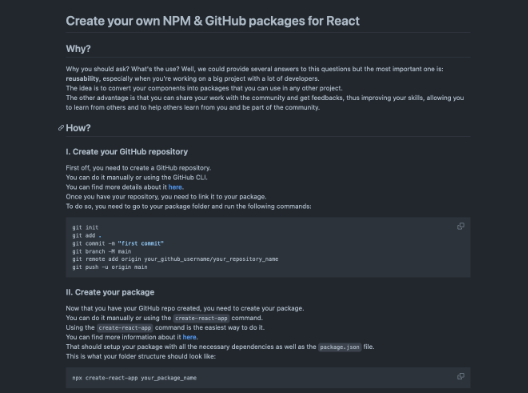 Create your own NPM & GitHub packages for React
Why?
Why you should ask? What's the use? Well, we could provide several answers to this questions but the most important one is:
reusability, especially when you're working on a big project with a lot of developers.
The idea is to convert your components into packages that you can use in any other project.
The other advantage is that you can share your work with the community and get feedbacks, thus improving your skills, allowing you
to learn from others and to help others learn from you and be part of the community.
How?
I. Create your GitHub repository
First off, you need to create a GitHub repository.
You can do it manually or using the GitHub CLI.
You can find more details about it here.
Once you have your repository, you need to link it to your package.
To do so, you need to go to your package folder and run the following commands:
git init
git add .
git commit -m "first commit"
git branch -M main
git remote add origin your_github_username/your_repository_name
git push -u origin main
II. Create your package
Now that you have your GitHub repo created, you need to create your package.
You can do it manually or using the create-react-app command.
Using the create-react-app command is the easiest way to do it.
You can find more information about it here.
That should setup your package with all the necessary dependencies as well as the package.json file.
This is what your folder structure should look like:
npx create-react-app your_package_name